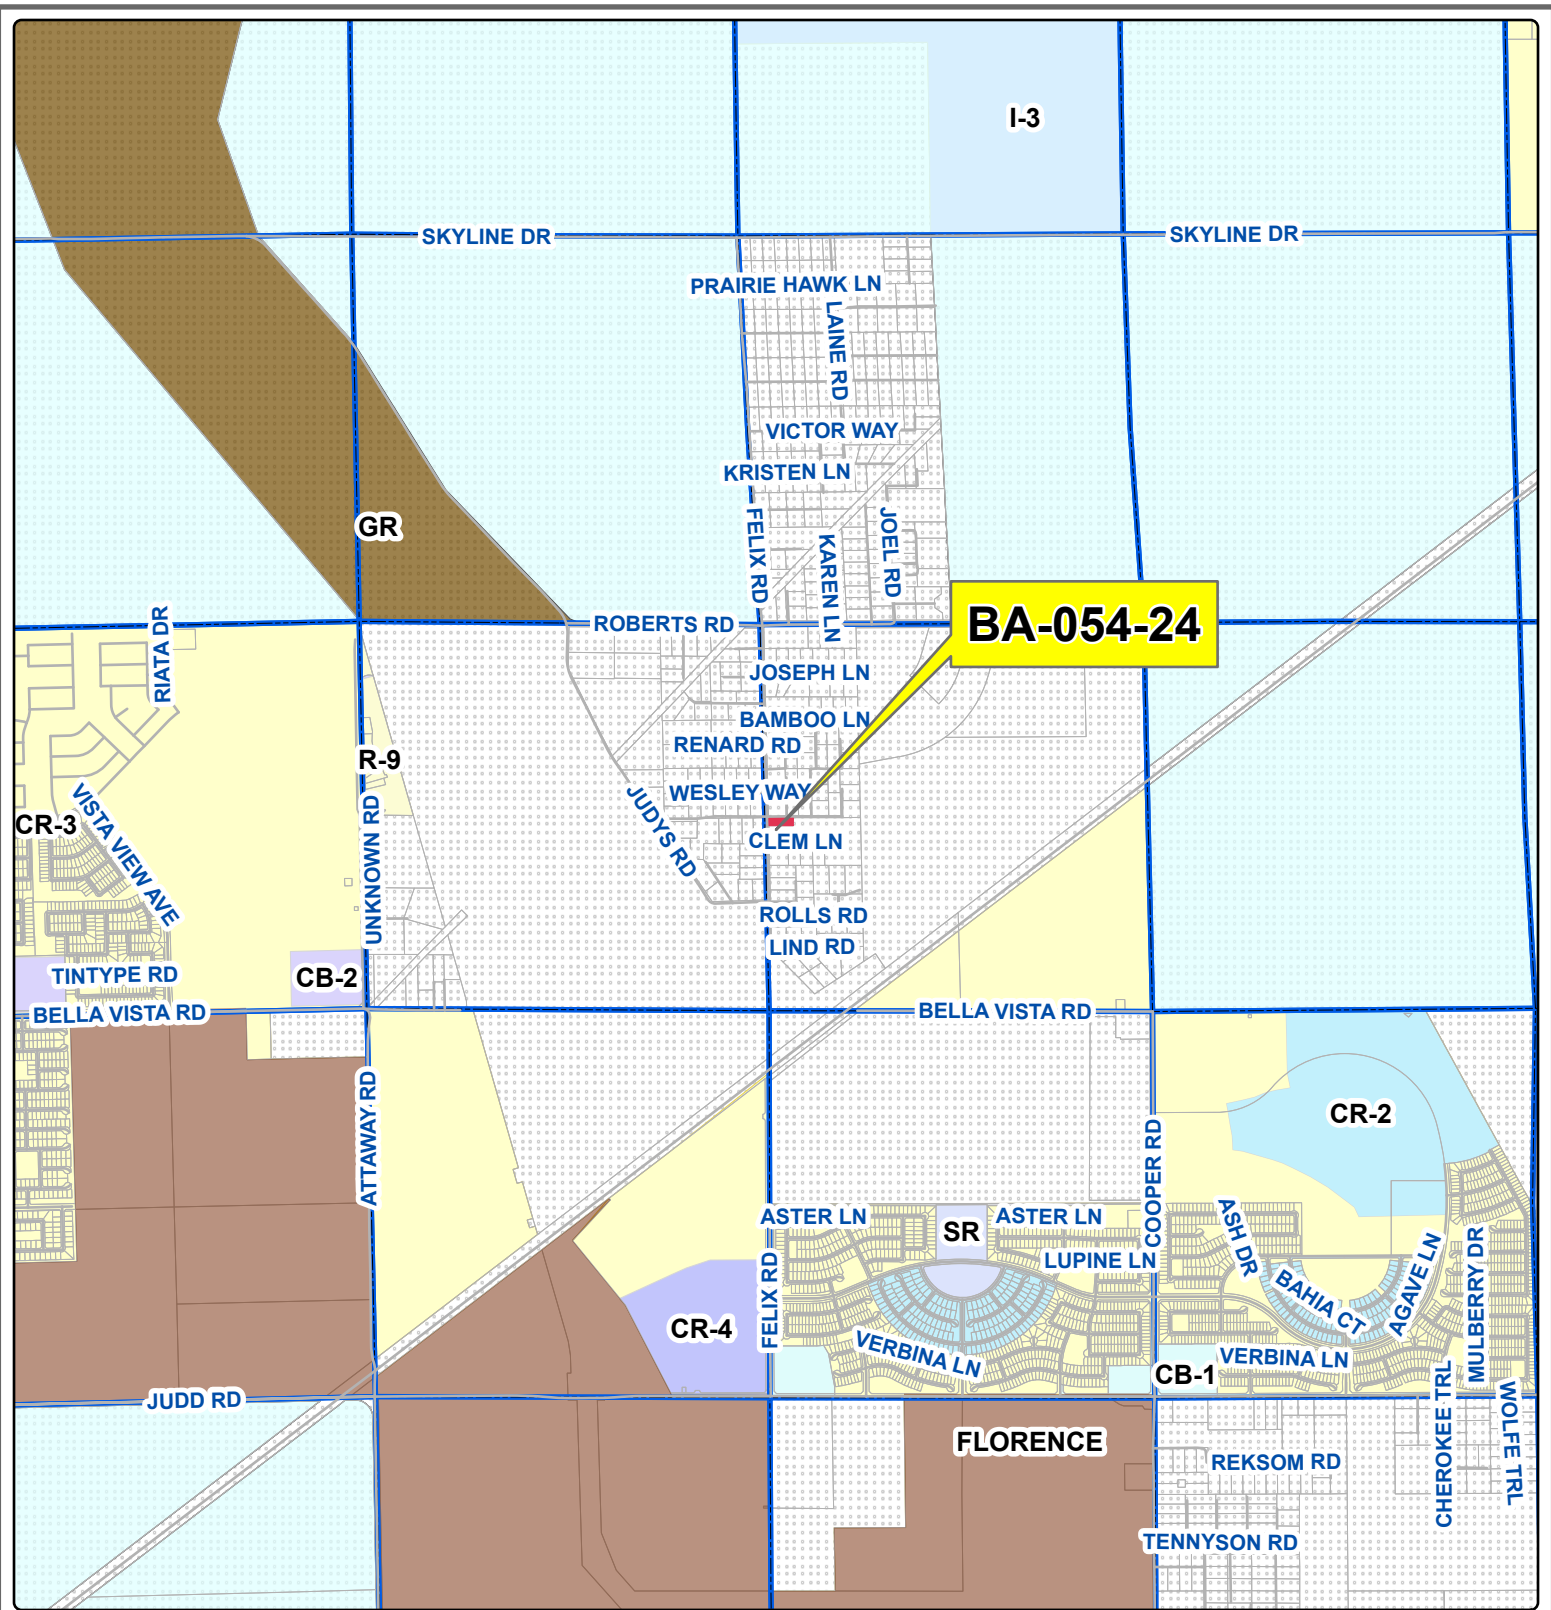 I-3
SKYLINE DR
SKYLINE DR
PRAIRIE HAWK LN
LAINE RD
VICTOR WAY
KRISTEN LN
FELIX RD
KAREN LN
JOEL RD
GR
BA-054-24
ROBERTS RD
RIATA DR
JOSEPH LN
BAMBOO LN
RENARD RD
R-9
WESLEY WAY
JUDYS RD
CLEM LN
CR-3
VISTA VIEW AVE
UNKNOWN RD
ROLLS RD
LIND RD
TINTYPE RD
CB-2
BELLA VISTA RD
BELLA VISTA RD
ATTAWAY RD
CR-2
COOPER RD
ASTER LN
SR
ASTER LN
ASH DR
LUPINE LN
FELIX RD
BAHIA CT
AGAVE LN
MULBERRY DR
CR-4
VERBINA LN
VERBINA LN
CB-1
JUDD RD
CHEROKEE TRL
WOLFE TRL
FLORENCE
REKSOM RD
TENNYSON RD